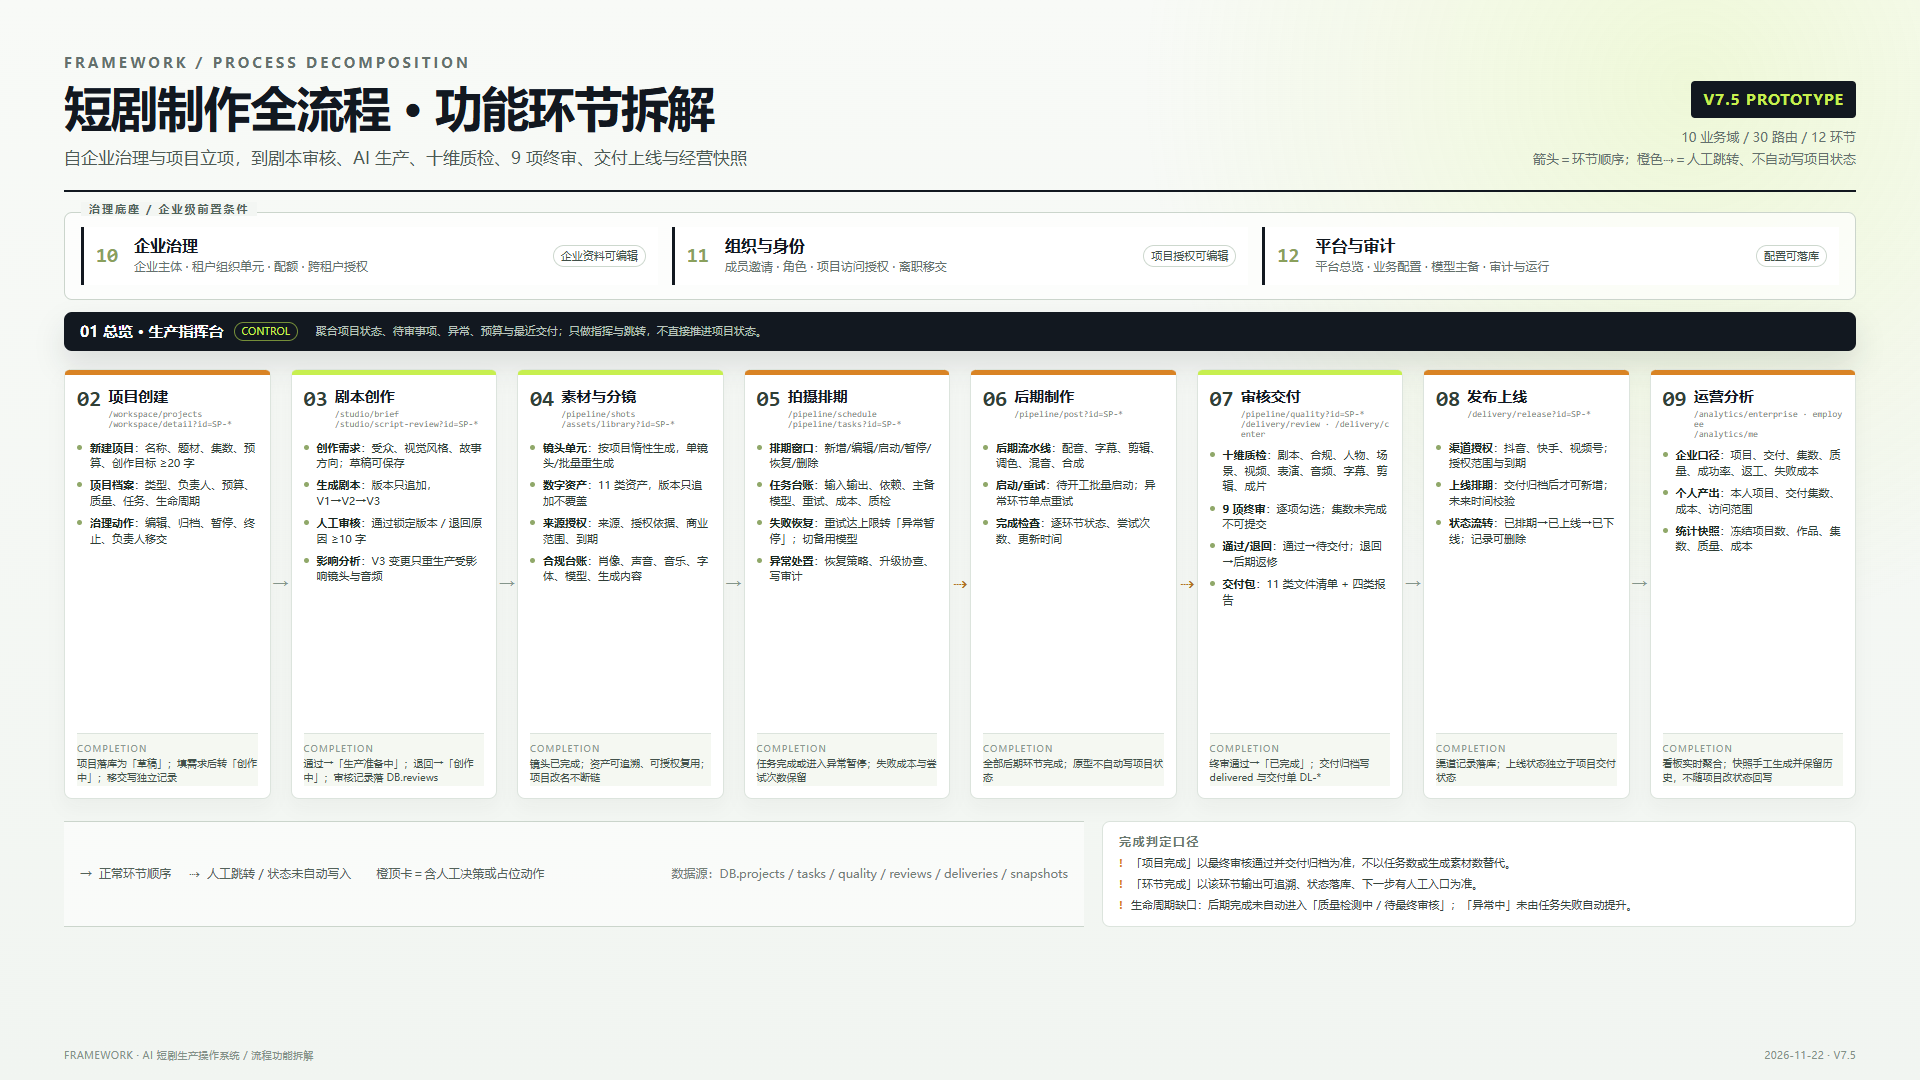 FRAMEWORK / PROCESS DECOMPOSITION
短剧制作全流程 • 功能环节拆解
自企业治理与项目立项，到剧本审核、AI 生产、十维质检、9 项终审、交付上线与经营快照
V7.5 PROTOTYPE
10 业务域 / 30 路由 / 12 环节
箭头＝环节顺序；橙色⇢＝人工跳转、不自动写项目状态
治理底座 / 企业级前置条件
10 企业治理
企业主体 · 租户组织单元 · 配额 · 跨租户授权
企业资料可编辑
11 组织与身份
成员邀请 · 角色 · 项目访问授权 · 离职移交
项目授权可编辑
12 平台与审计
平台总览 · 业务配置 · 模型主备 · 审计与运行
配置可落库
01 总览 • 生产指挥台 CONTROL 聚合项目状态、待审事项、异常、预算与最近交付；只做指挥与跳转，不直接推进项目状态。
02 项目创建
/workspace/projects
/workspace/detail?id=SP-*
新建项目：名称、题材、集数、预
算、创作目标 ≥20 字
项目档案：类型、负责人、预算、
质量、任务、生命周期
治理动作：编辑、归档、暂停、终
止、负责人移交
COMPLETION
项目落库为「草稿」；填需求后转「创作
中」；移交写独立记录
→
03 剧本创作
/studio/brief
/studio/script-review?id=SP-*
创作需求：受众、视觉风格、故事
方向；草稿可保存
生成剧本：版本只追加，
V1→V2→V3
人工审核：通过锁定版本 / 退回原
因 ≥10 字
影响分析：V3 变更只重生产受影
响镜头与音频
COMPLETION
通过→「生产准备中」；退回→「创作
中」；审核记录落 DB.reviews
→
04 素材与分镜
/pipeline/shots
/assets/library?id=SP-*
镜头单元：按项目惰性生成，单镜
头/批量重生成
数字资产：11 类资产，版本只追
加不覆盖
来源授权：来源、授权依据、商业
范围、到期
合规台账：肖像、声音、音乐、字
体、模型、生成内容
COMPLETION
镜头已完成；资产可追溯、可授权复用；
项目改名不断链
→
05 拍摄排期
/pipeline/schedule
/pipeline/tasks?id=SP-*
排期窗口：新增/编辑/启动/暂停/
恢复/删除
任务台账：输入输出、依赖、主备
模型、重试、成本、质检
失败恢复：重试达上限转「异常暂
停」；切备用模型
异常处置：恢复策略、升级协查、
写审计
COMPLETION
任务完成或进入异常暂停；失败成本与尝
试次数保留
⇢
06 后期制作
/pipeline/post?id=SP-*
后期流水线：配音、字幕、剪辑、
调色、混音、合成
启动/重试：待开工批量启动；异
常环节单点重试
完成检查：逐环节状态、尝试次
数、更新时间
COMPLETION
全部后期环节完成；原型不自动写项目状
态
⇢
07 审核交付
/pipeline/quality?id=SP-*
/delivery/review · /delivery/c
enter
十维质检：剧本、合规、人物、场
景、视频、表演、音频、字幕、剪
辑、成片
9 项终审：逐项勾选；集数未完成
不可提交
通过/退回：通过→待交付；退回
→后期返修
交付包：11 类文件清单 + 四类报
告
COMPLETION
终审通过→「已完成」；交付归档写
delivered 与交付单 DL-*
→
08 发布上线
/delivery/release?id=SP-*
渠道授权：抖音、快手、视频号；
授权范围与到期
上线排期：交付归档后才可新增；
未来时间校验
状态流转：已排期→已上线→已下
线；记录可删除
COMPLETION
渠道记录落库；上线状态独立于项目交付
状态
→
09 运营分析
/analytics/enterprise · employ
ee
/analytics/me
企业口径：项目、交付、集数、质
量、成功率、返工、失败成本
个人产出：本人项目、交付集数、
成本、访问范围
统计快照：冻结项目数、作品、集
数、质量、成本
COMPLETION
看板实时聚合；快照手工生成并保留历
史，不随项目改状态回写
→ 正常环节顺序 ⇢ 人工跳转 / 状态未自动写入 橙顶卡＝含人工决策或占位动作 数据源：DB.projects / tasks / quality / reviews / deliveries / snapshots
完成判定口径
! 「项目完成」以最终审核通过并交付归档为准，不以任务数或生成素材数替代。
! 「环节完成」以该环节输出可追溯、状态落库、下一步有人工入口为准。
! 生命周期缺口：后期完成未自动进入「质量检测中 / 待最终审核」；「异常中」未由任务失败自动提升。
FRAMEWORK · AI 短剧生产操作系统 / 流程功能拆解
2026-11-22 · V7.5